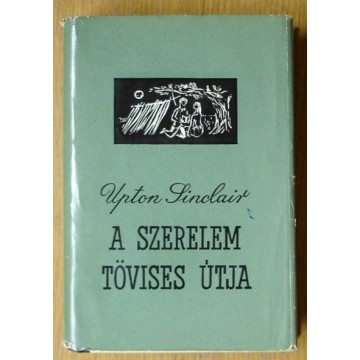 Upton Sinclair
A SZERELEM
TÖVISES ÚTJA